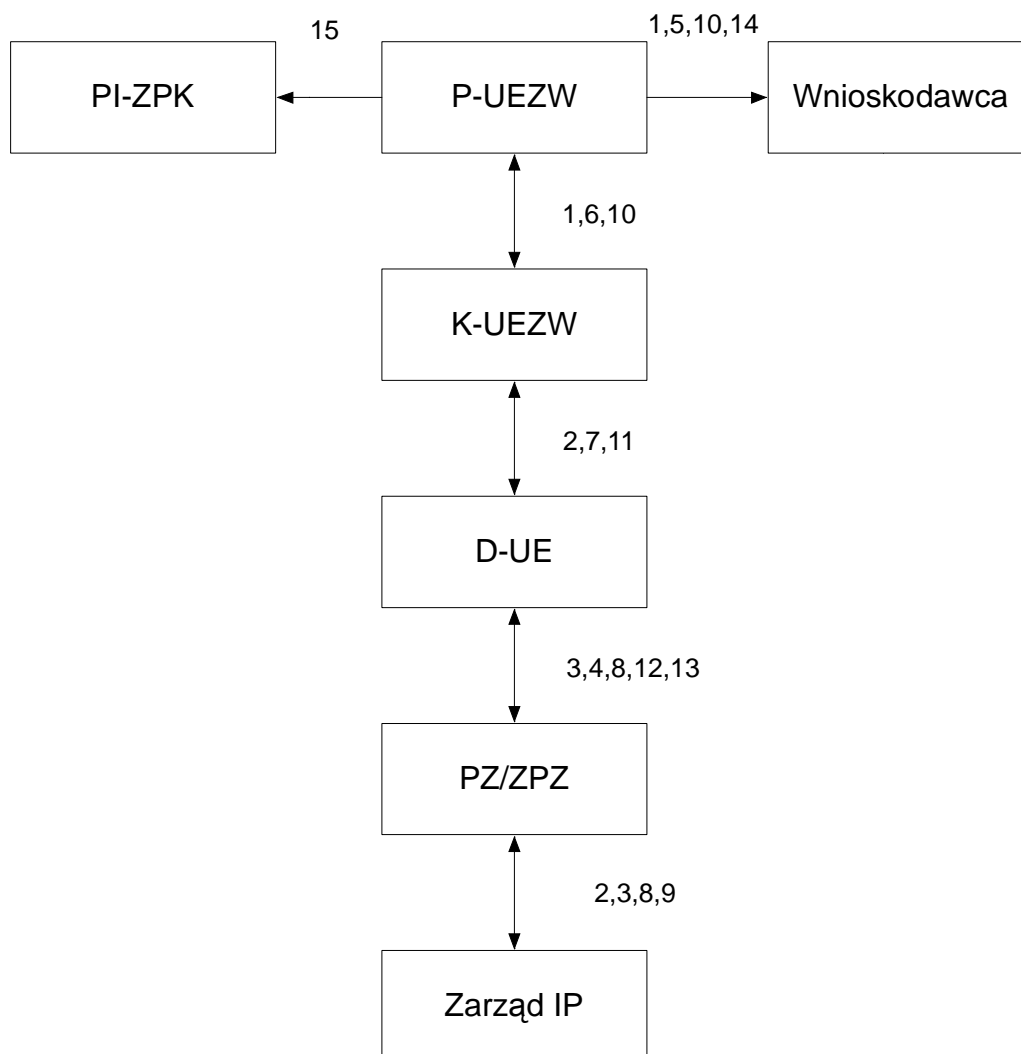 15
1,5,10,14
PI-ZPK
P-UEZW
Wnioskodawca
1,6,10
K-UEZW
2,7,11
D-UE
3,4,8,12,13
PZ/ZPZ
2,3,8,9
Zarząd IP